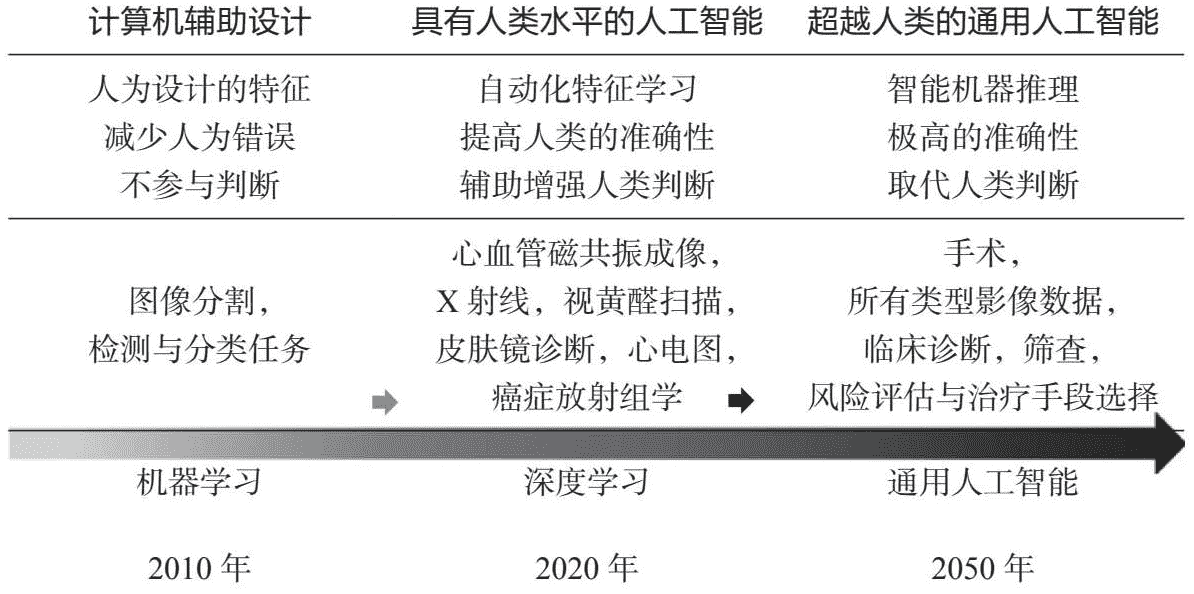 计算机辅助设计
具有人类水平的人工智能
超越人类的通用人工智能
人为设计的特征
减少人为错误
不参与判断
自动化特征学习
提高人类的准确性
辅助增强人类判断
智能机器推理
极高的准确性
取代人类判断
图像分割，
检测与分类任务
心血管磁共振成像，
X 射线，视黄醛扫描，
皮肤镜诊断，心电图，
癌症放射组学
手术，
所有类型影像数据，
临床诊断，筛查，
风险评估与治疗手段选择
机器学习
深度学习
通用人工智能
2010 年
2020 年
2050 年